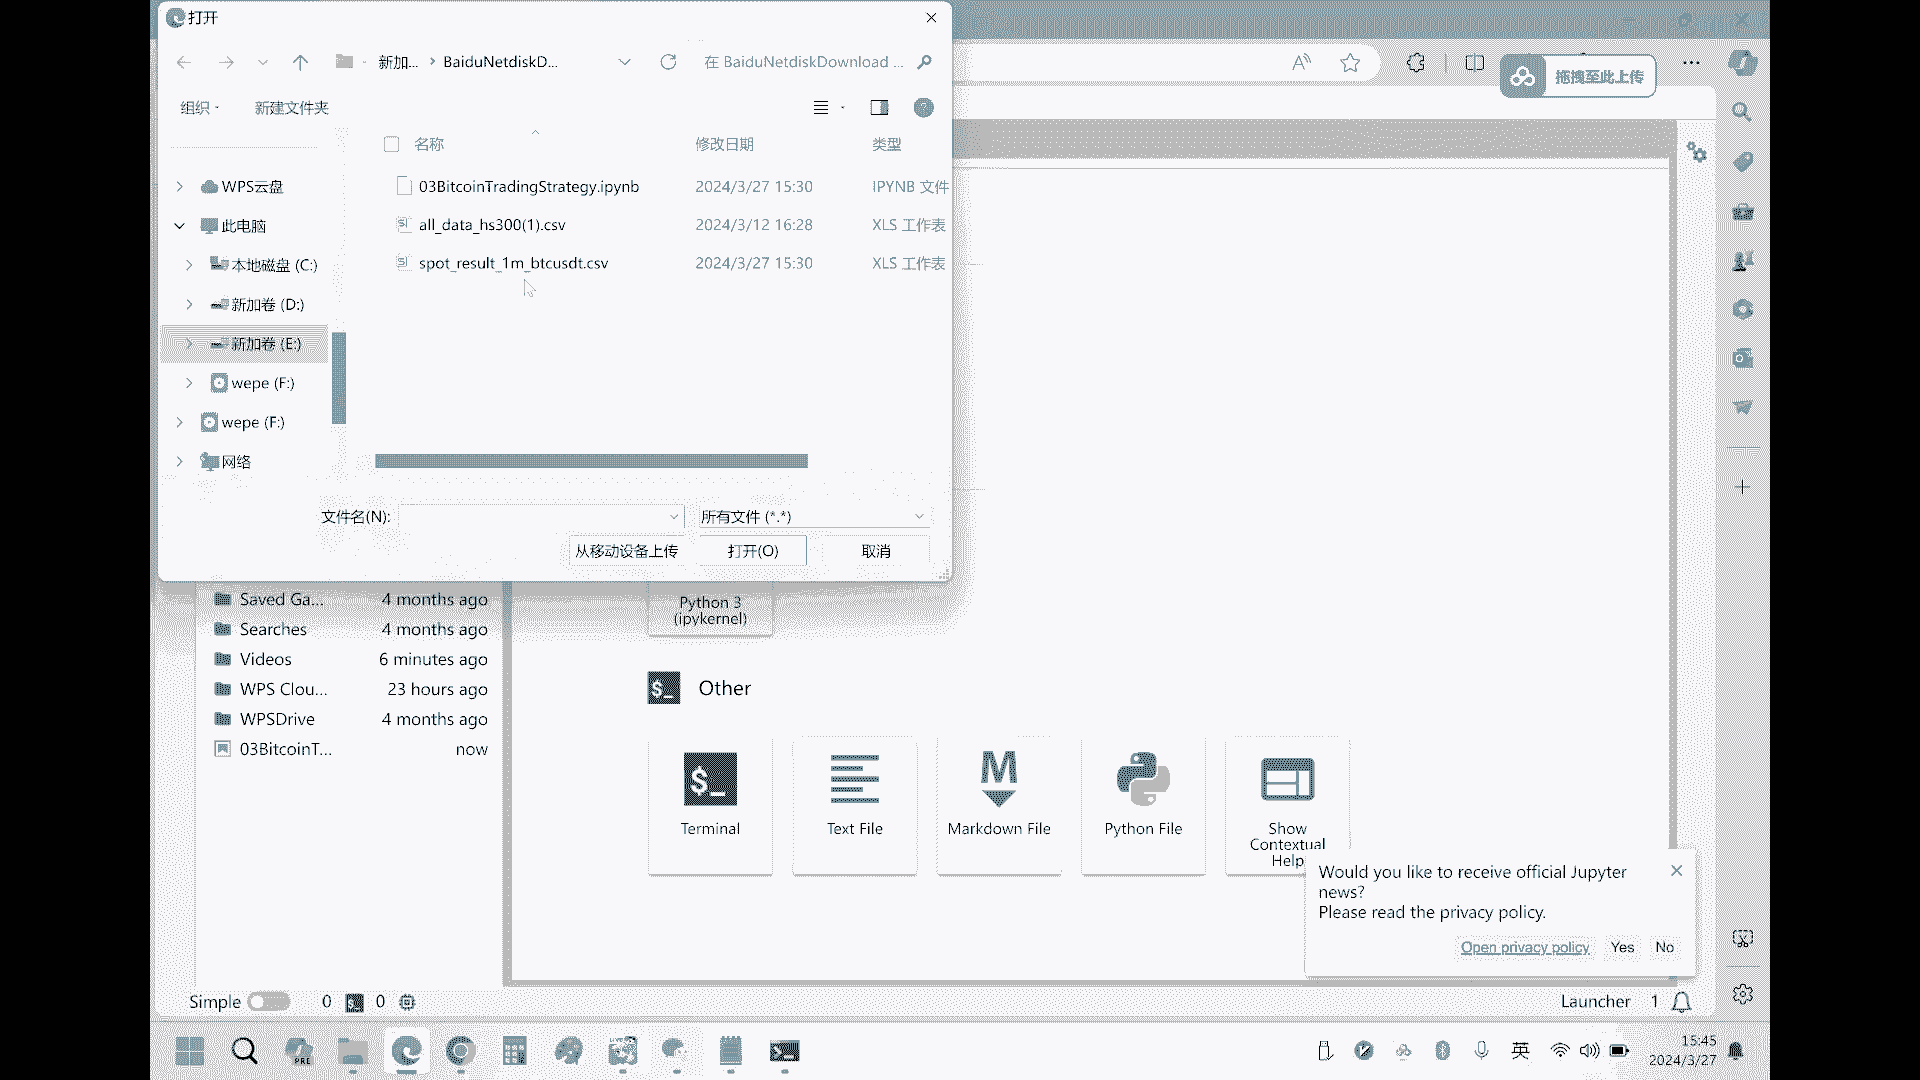 打开
新加... BaiduNetdiskD...
在 BaiduNetdiskDownload ...
拖拽至此上传
组织
新建文件夹
名称 修改日期 类型
WPS云盘
此电脑
本地磁盘 (C:)
新加卷 (D:)
新加卷 (E:)
wepe (F:)
wepe (F:)
网络
03BitcoinTradingStrategy.ipynb 2024/3/27 15:30 IPYNB 文件
all_data_hs300(1).csv 2024/3/12 16:28 XLS 工作表
spot_result_1m_btcusdt.csv 2024/3/27 15:30 XLS 工作表
文件名(N):
所有文件 (*.*)
从移动设备上传
打开(O)
取消
Saved Ga... 4 months ago
Searches 4 months ago
Videos 6 minutes ago
WPS Clou... 23 hours ago
WPSDrive 4 months ago
03BitcoinT... now
Python 3
(ipykernel)
$_ Other
$_
Terminal
Text File
M
Markdown File
Python File
Show
Contextual
Help
Would you like to receive official Jupyter
news?
Please read the privacy policy.
Open privacy policy Yes No
Simple 0 $_ 0
Launcher 1
PRE
英
15:45
2024/3/27